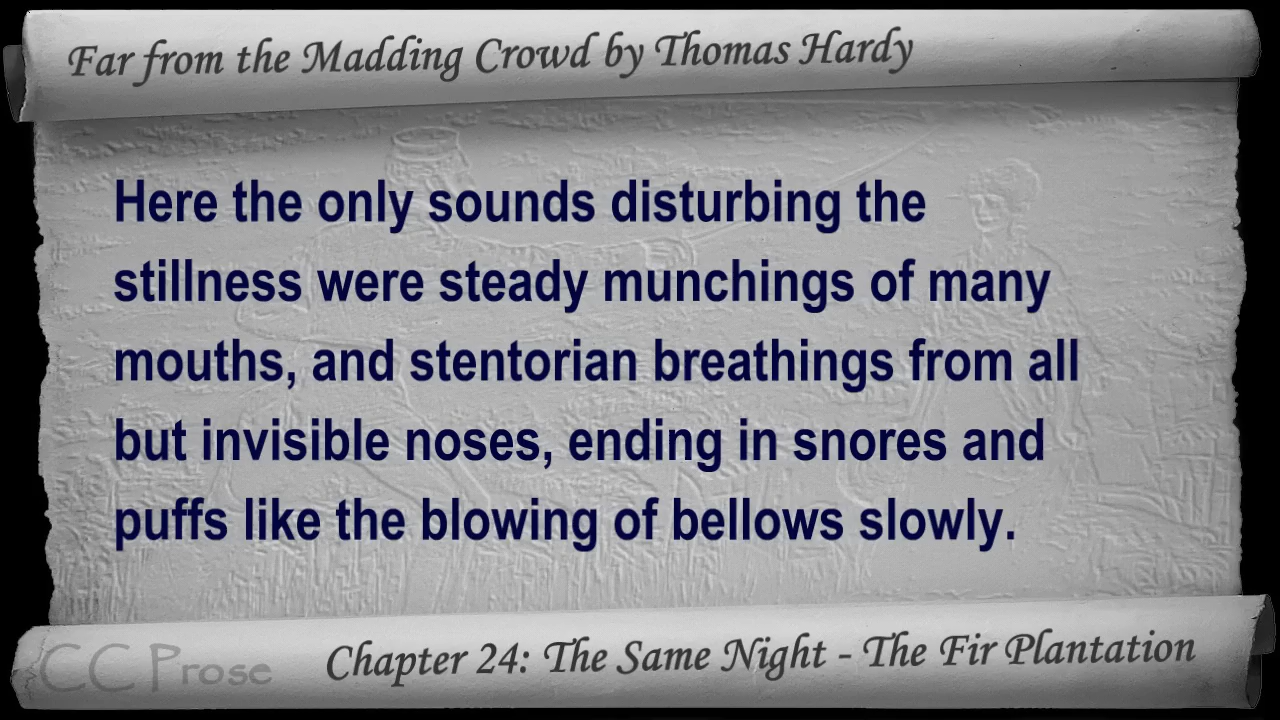 Far from the Madding Crowd by Thomas Hardy
Here the only sounds disturbing the
stillness were steady munchings of many
mouths, and stentorian breathings from all
but invisible noses, ending in snores and
puffs like the blowing of bellows slowly.
CC Prose
Chapter 24: The Same Night - The Fir Plantation